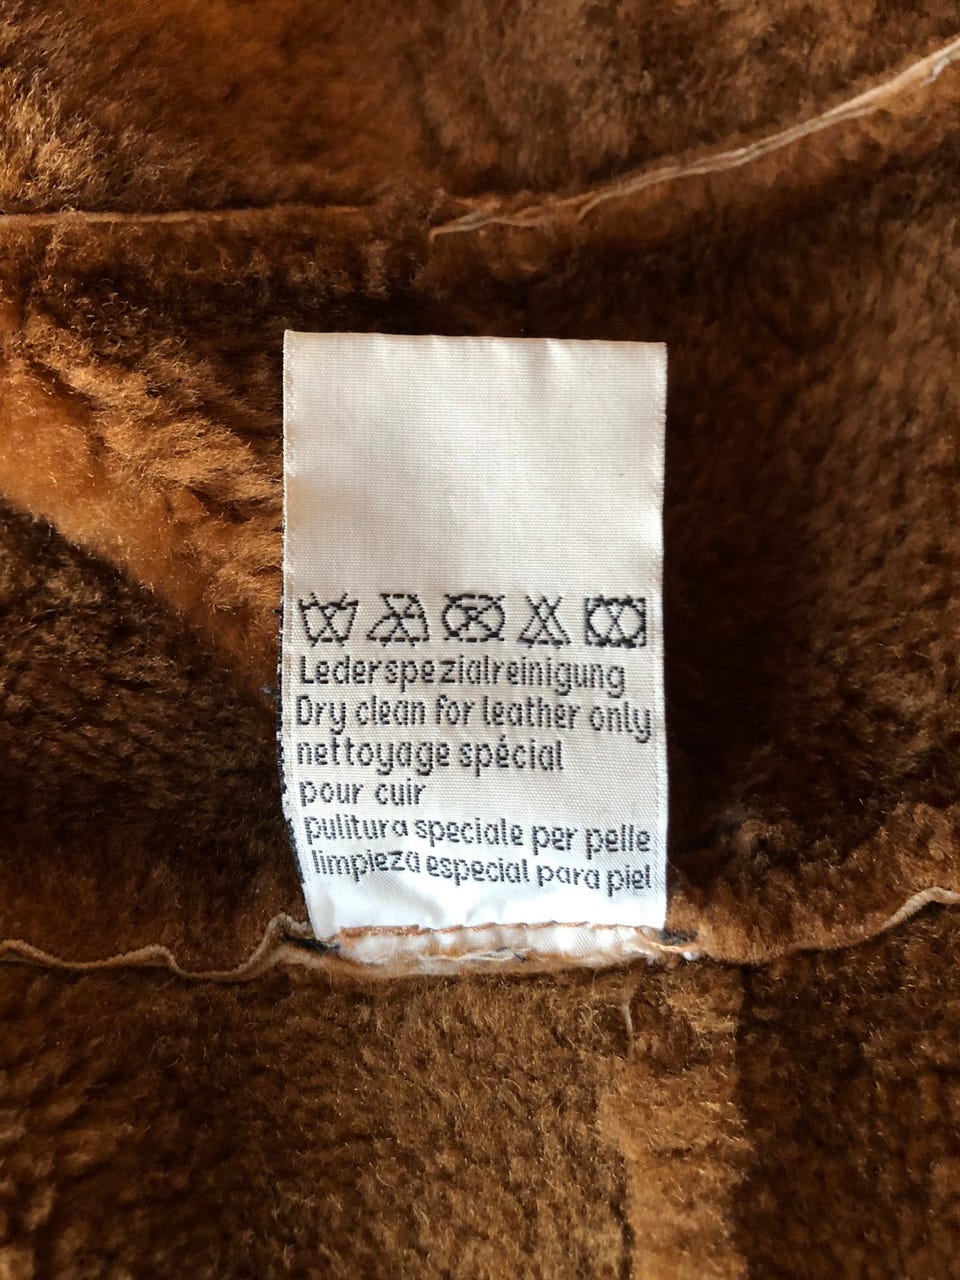 Lederspezialreinigung
Dry clean for leather only
nettoyage spécial
pour cuir
pulitura speciale per pelle
limpieza especial para piel